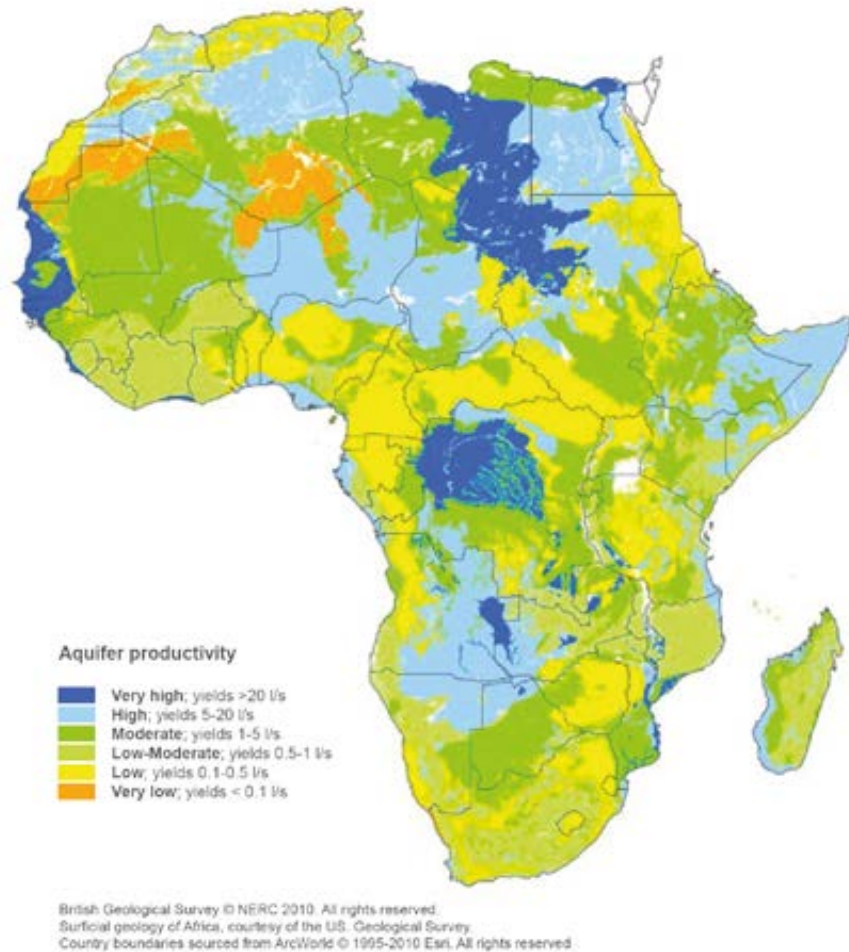 Aquifer productivity
Very high; yields >20 l/s
High; yields 5-20 l/s
Moderate; yields 1-5 l/s
Low-Moderate; yields 0.5-1 l/s
Low; yields 0.1-0.5 l/s
Very low; yields < 0.1 l/s
British Geological Survey © NERC 2010. All rights reserved.
Surficial geology of Africa, courtesy of the US. Geological Survey.
Country boundaries sourced from ArcWorld © 1995-2010 Esri. All rights reserved